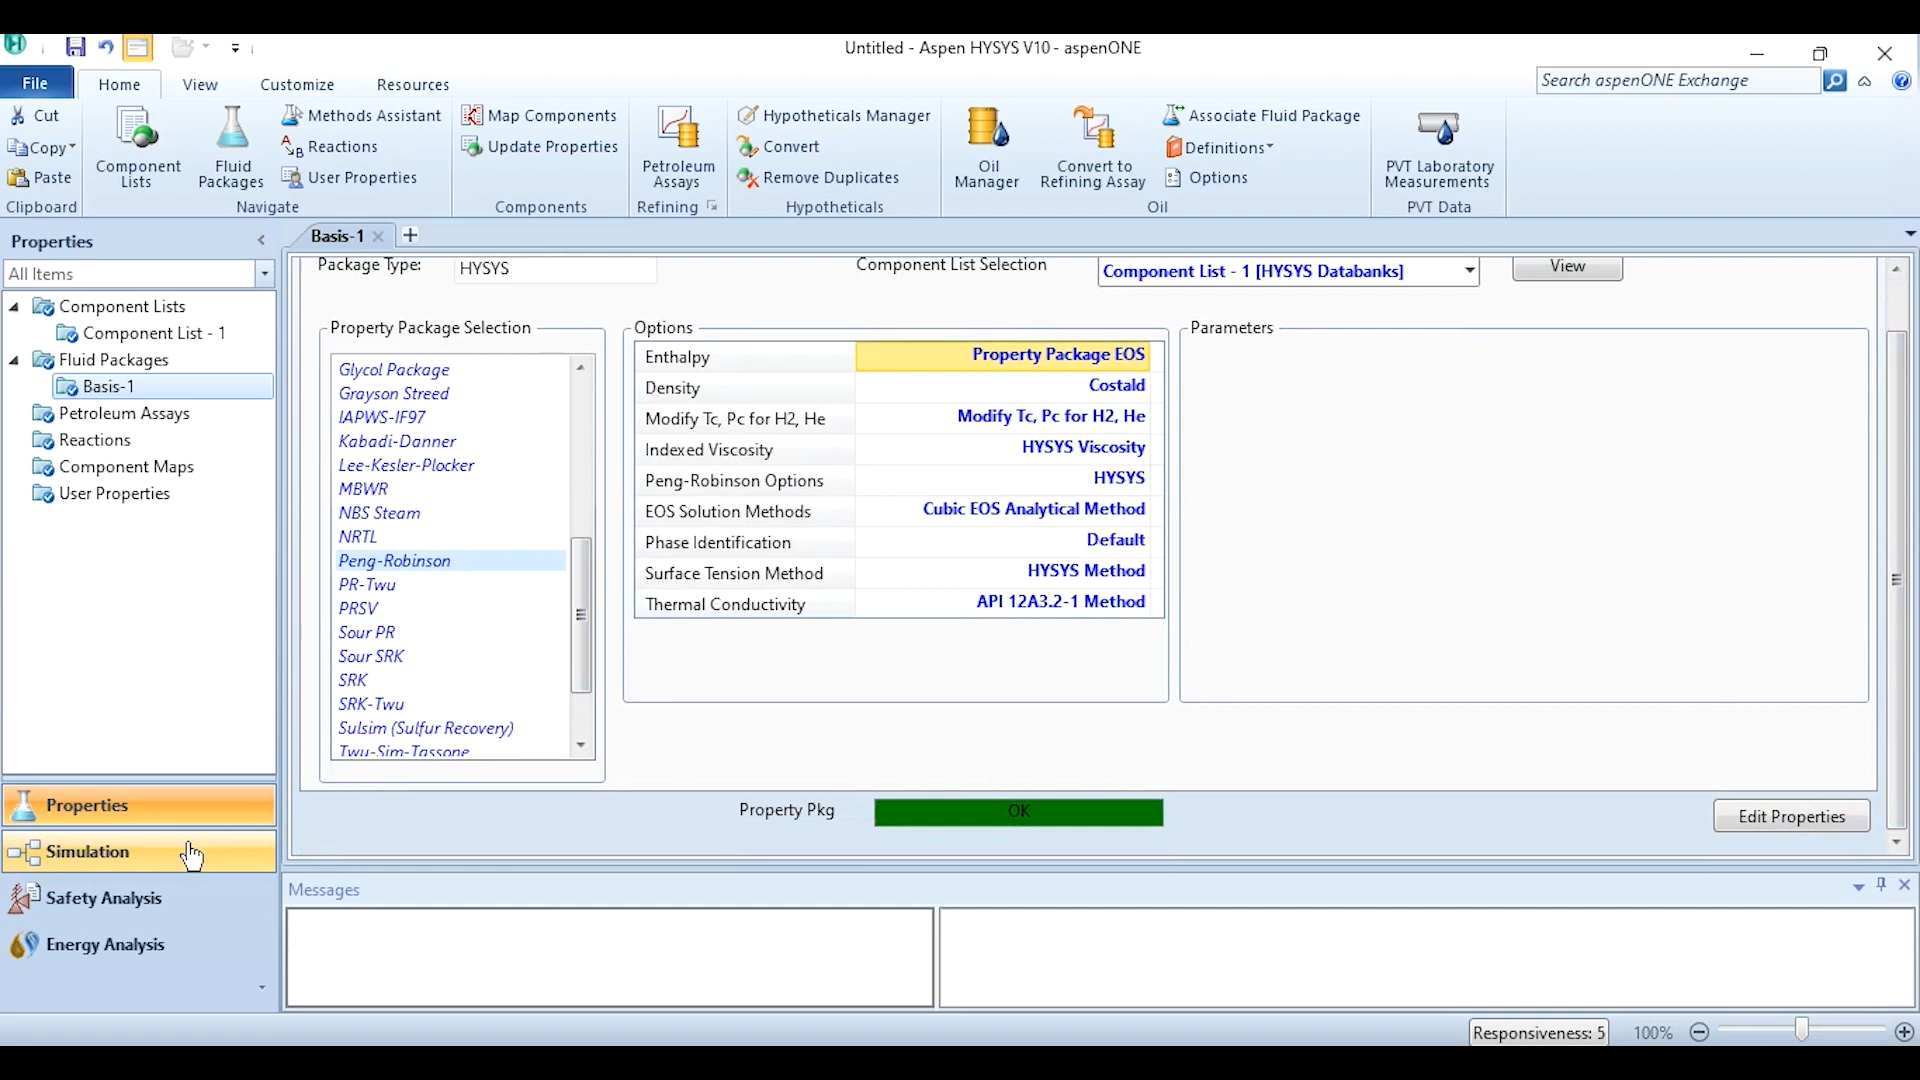 Untitled - Aspen HYSYS V10 - aspenONE
File Home View Customize Resources
Search aspenONE Exchange
Cut
Copy
Paste
Clipboard
Component Lists
Fluid Packages
Methods Assistant
Reactions
User Properties
Navigate
Map Components
Update Properties
Components
Petroleum Assays
Refining
Hypotheticals Manager
Convert
Remove Duplicates
Hypotheticals
Oil Manager
Convert to Refining Assay
Associate Fluid Package
Definitions
Options
Oil
PVT Laboratory Measurements
PVT Data
Properties
All Items
Component Lists
Component List - 1
Fluid Packages
Basis-1
Petroleum Assays
Reactions
Component Maps
User Properties
Properties
Simulation
Safety Analysis
Energy Analysis
Basis-1
Package Type: HYSYS
Component List Selection Component List - 1 [HYSYS Databanks] View
Property Package Selection
Glycol Package
Grayson Streed
IAPWS-IF97
Kabadi-Danner
Lee-Kesler-Plocker
MBWR
NBS Steam
NRTL
Peng-Robinson
PR-Twu
PRSV
Sour PR
Sour SRK
SRK
SRK-Twu
Sulsim (Sulfur Recovery)
Twu-Sim-Tassone
Options
Enthalpy Property Package EOS
Density Costald
Modify Tc, Pc for H2, He Modify Tc, Pc for H2, He
Indexed Viscosity HYSYS Viscosity
Peng-Robinson Options HYSYS
EOS Solution Methods Cubic EOS Analytical Method
Phase Identification Default
Surface Tension Method HYSYS Method
Thermal Conductivity API 12A3.2-1 Method
Parameters
Property Pkg OK
Edit Properties
Messages
Responsiveness: 5 100%